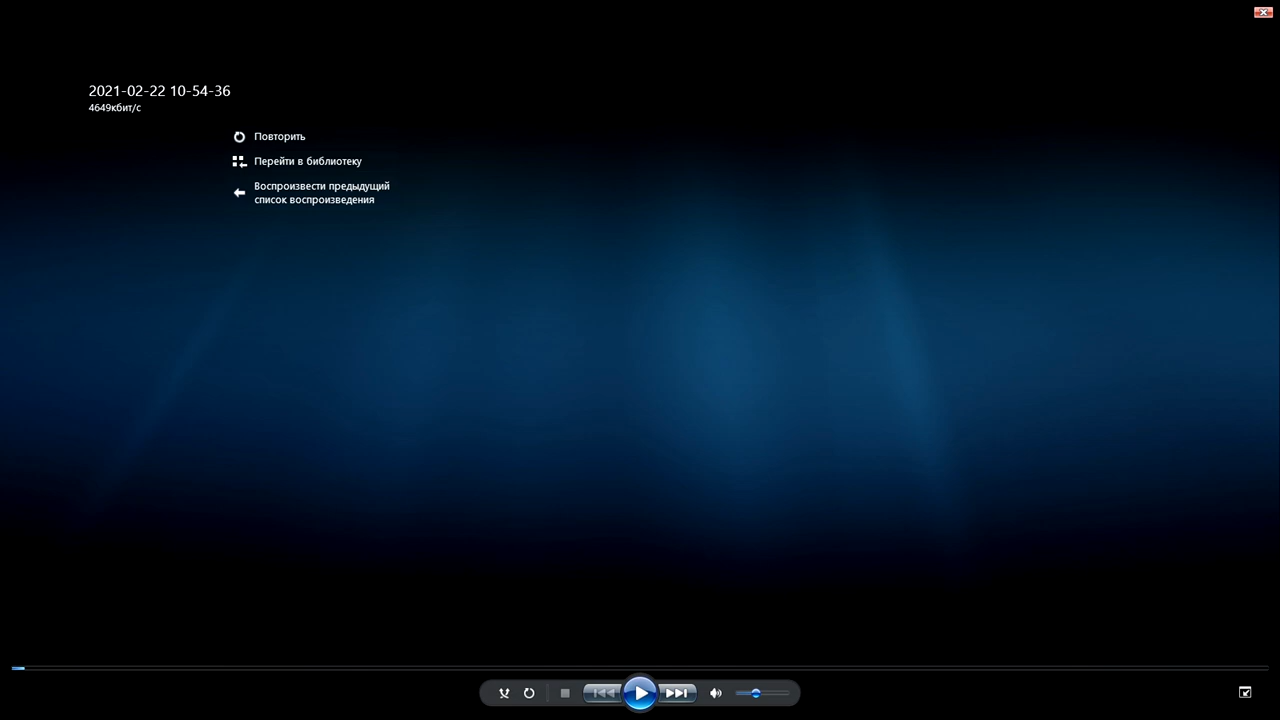 2021-02-22 10-54-36
4649кбит/с
Повторить
Перейти в библиотеку
Воспроизвести предыдущий
список воспроизведения